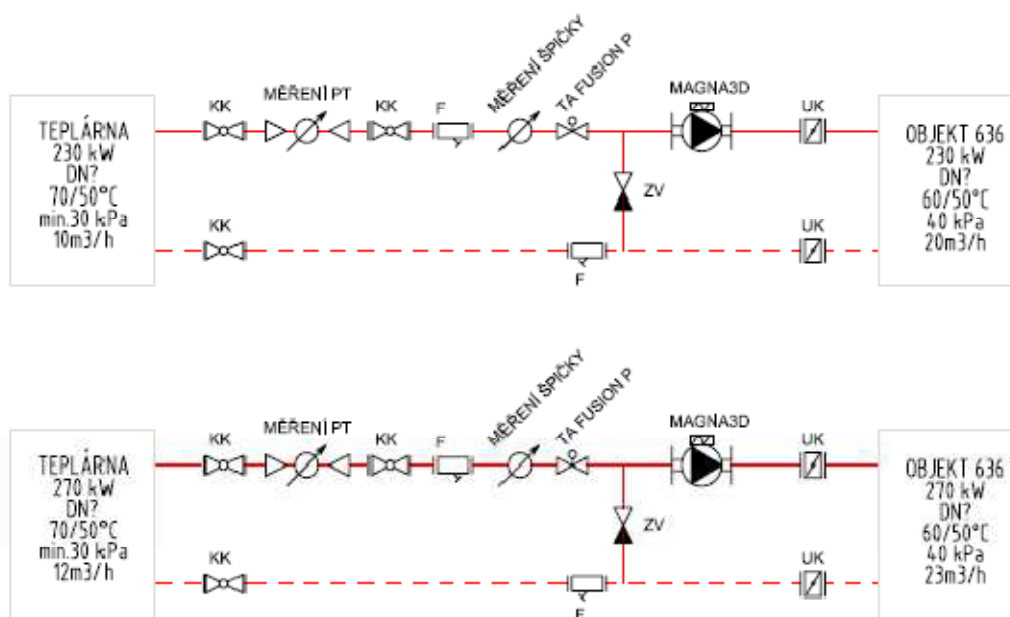 MĚŘENÍ ŠPIČKY
TA FUSION P
MAGNA3D
KK
MĚŘENÍ PT
KK
F
UK
TEPLÁRNA
230 kW
DN?
70/50°C
min.30 kPa
10m3/h
OBJEKT 636
230 kW
DN?
60/50°C
40 kPa
20m3/h
ZV
KK
F
UK
MĚŘENÍ ŠPIČKY
TA FUSION P
MAGNA3D
KK
MĚŘENÍ PT
KK
F
UK
TEPLÁRNA
270 kW
DN?
70/50°C
min.30 kPa
12m3/h
OBJEKT 636
270 kW
DN?
60/50°C
40 kPa
23m3/h
ZV
KK
F
UK